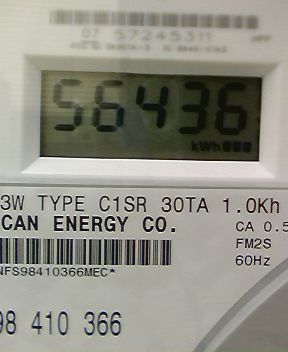 07 57245311
56436
kWh
3W TYPE C1SR 30TA 1.0Kh
CAN ENERGY CO.
CA 0.5
FM2S
NFS98410366MEC*
60Hz
98 410 366